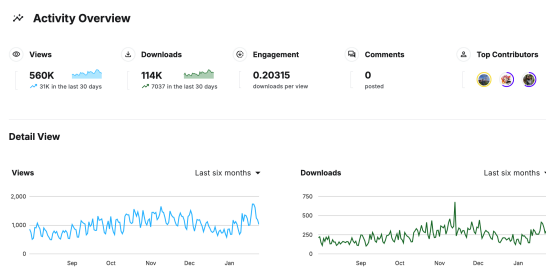 Activity Overview
Views
Downloads
Engagement
Comments
Top Contributors
560K
114K
0.20315
0
31K in the last 30 days
7037 in the last 30 days
downloads per view
posted
Detail View
Views
Last six months
Downloads
Last six months
2,000
1,000
0
Sep Oct Nov Dec Jan
750
500
250
0
Sep Oct Nov Dec Jan